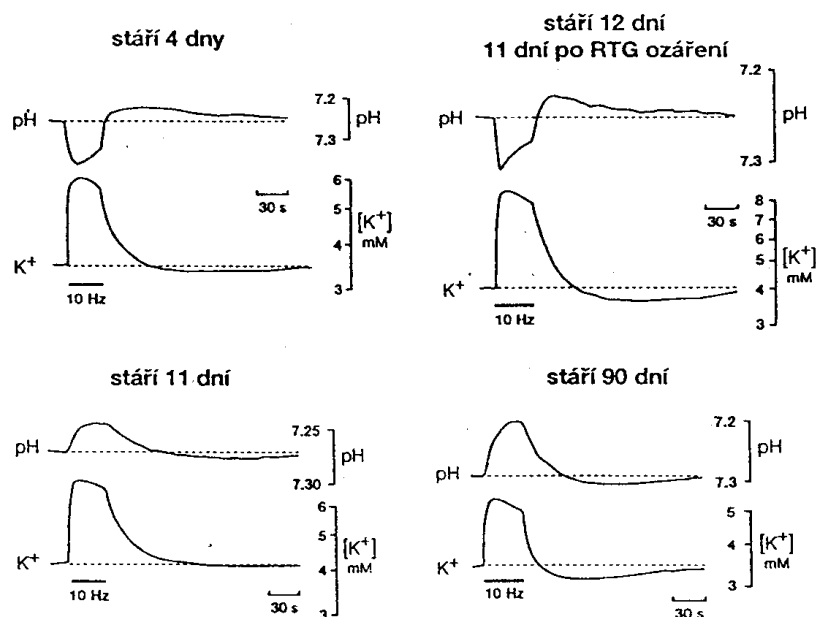 stáří 4 dny
pH
7.2
7.3
pH
30 s
6
5
4
3
[K⁺]
mM
K⁺
10 Hz
stáří 12 dní
11 dní po RTG ozáření
pH
7.2
7.3
pH
30 s
8
7
6
5
4
3
[K⁺]
mM
K⁺
10 Hz
stáří 11 dní
pH
7.25
7.30
pH
6
5
4
3
[K⁺]
mM
K⁺
10 Hz
30 s
stáří 90 dní
pH
7.2
7.3
pH
5
4
3
[K⁺]
mM
K⁺
10 Hz
30 s